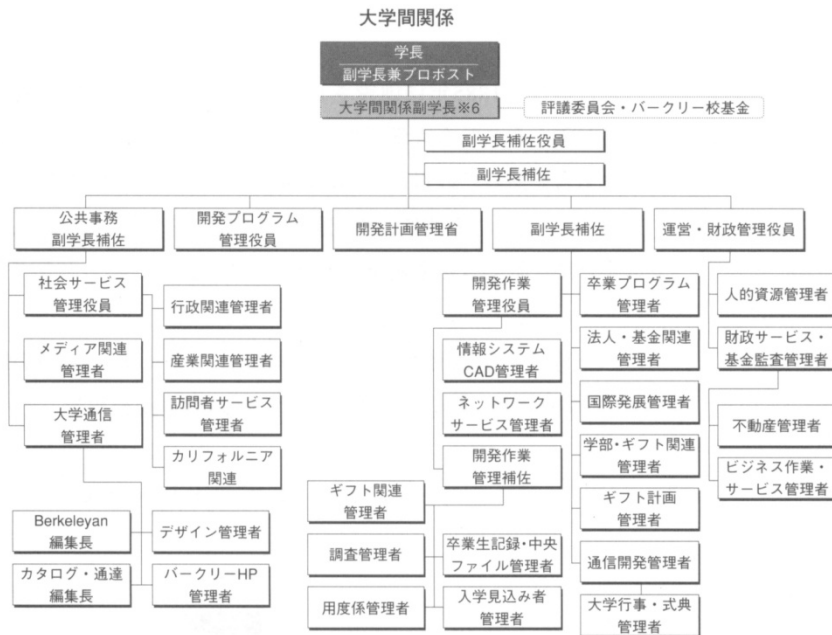 大学間関係
学長
副学長兼プロボスト
大学間関係副学長※6
評議委員会・バークリー校基金
副学長補佐役員
副学長補佐
公共事務
副学長補佐
開発プログラム
管理役員
開発計画管理省
副学長補佐
運営・財政管理役員
社会サービス
管理役員
行政関連管理者
メディア関連
管理者
産業関連管理者
大学通信
管理者
訪問者サービス
管理者
カリフォルニア
関連
Berkeleyan
編集長
デザイン管理者
カタログ・通達
編集長
バークリーHP
管理者
開発作業
管理役員
情報システム
CAD管理者
ネットワーク
サービス管理者
開発作業
管理補佐
ギフト関連
管理者
調査管理者
卒業生記録・中央
ファイル管理者
用度係管理者
入学見込み者
管理者
卒業プログラム
管理者
法人・基金関連
管理者
国際発展管理者
学部・ギフト関連
管理者
ギフト計画
管理者
通信開発管理者
大学行事・式典
管理者
人的資源管理者
財政サービス・
基金監査管理者
不動産管理者
ビジネス作業・
サービス管理者